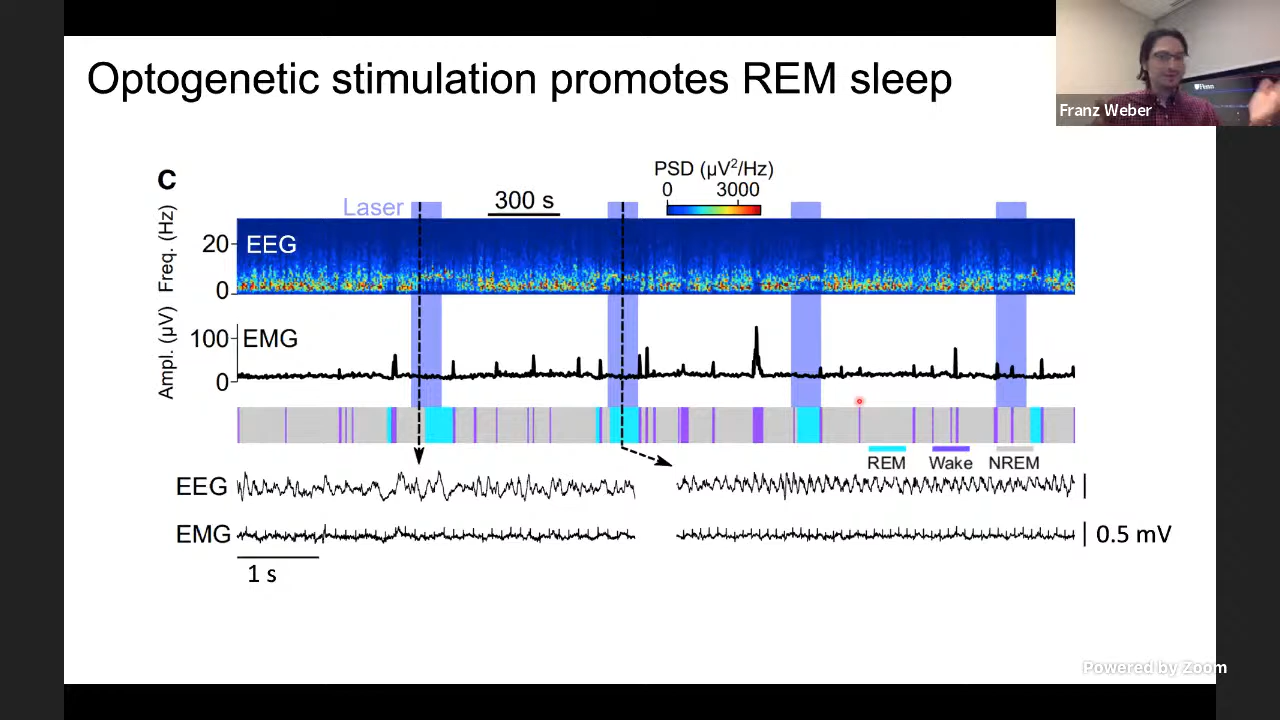 Optogenetic stimulation promotes REM sleep
Penn
Franz Weber
C
PSD (µV²/Hz)
0 3000
Laser
300 s
Freq. (Hz)
20
0
EEG
Ampl. (µV)
100
0
EMG
REM Wake NREM
EEG
EMG
0.5 mV
1 s
Powered by Zoom